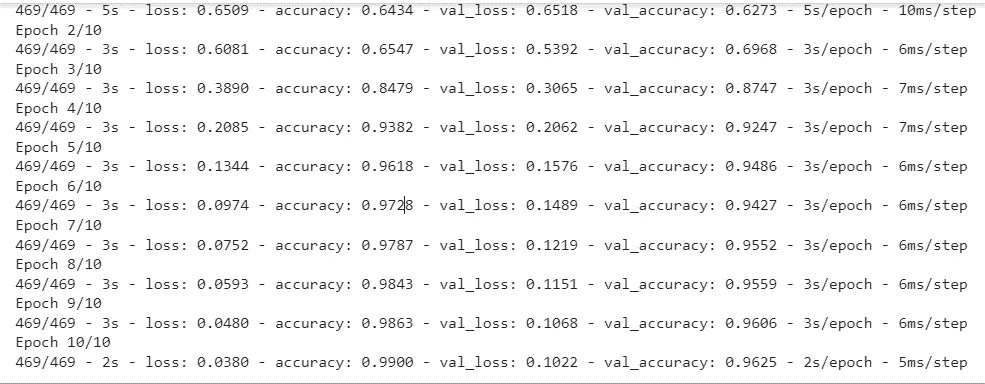 469/469 - 5s - loss: 0.6509 - accuracy: 0.6434 - val_loss: 0.6518 - val_accuracy: 0.6273 - 5s/epoch - 10ms/step
Epoch 2/10
469/469 - 3s - loss: 0.6081 - accuracy: 0.6547 - val_loss: 0.5392 - val_accuracy: 0.6968 - 3s/epoch - 6ms/step
Epoch 3/10
469/469 - 3s - loss: 0.3890 - accuracy: 0.8479 - val_loss: 0.3065 - val_accuracy: 0.8747 - 3s/epoch - 7ms/step
Epoch 4/10
469/469 - 3s - loss: 0.2085 - accuracy: 0.9382 - val_loss: 0.2062 - val_accuracy: 0.9247 - 3s/epoch - 7ms/step
Epoch 5/10
469/469 - 3s - loss: 0.1344 - accuracy: 0.9618 - val_loss: 0.1576 - val_accuracy: 0.9486 - 3s/epoch - 6ms/step
Epoch 6/10
469/469 - 3s - loss: 0.0974 - accuracy: 0.9728 - val_loss: 0.1489 - val_accuracy: 0.9427 - 3s/epoch - 6ms/step
Epoch 7/10
469/469 - 3s - loss: 0.0752 - accuracy: 0.9787 - val_loss: 0.1219 - val_accuracy: 0.9552 - 3s/epoch - 6ms/step
Epoch 8/10
469/469 - 3s - loss: 0.0593 - accuracy: 0.9843 - val_loss: 0.1151 - val_accuracy: 0.9559 - 3s/epoch - 6ms/step
Epoch 9/10
469/469 - 3s - loss: 0.0480 - accuracy: 0.9863 - val_loss: 0.1068 - val_accuracy: 0.9606 - 3s/epoch - 6ms/step
Epoch 10/10
469/469 - 2s - loss: 0.0380 - accuracy: 0.9900 - val_loss: 0.1022 - val_accuracy: 0.9625 - 2s/epoch - 5ms/step